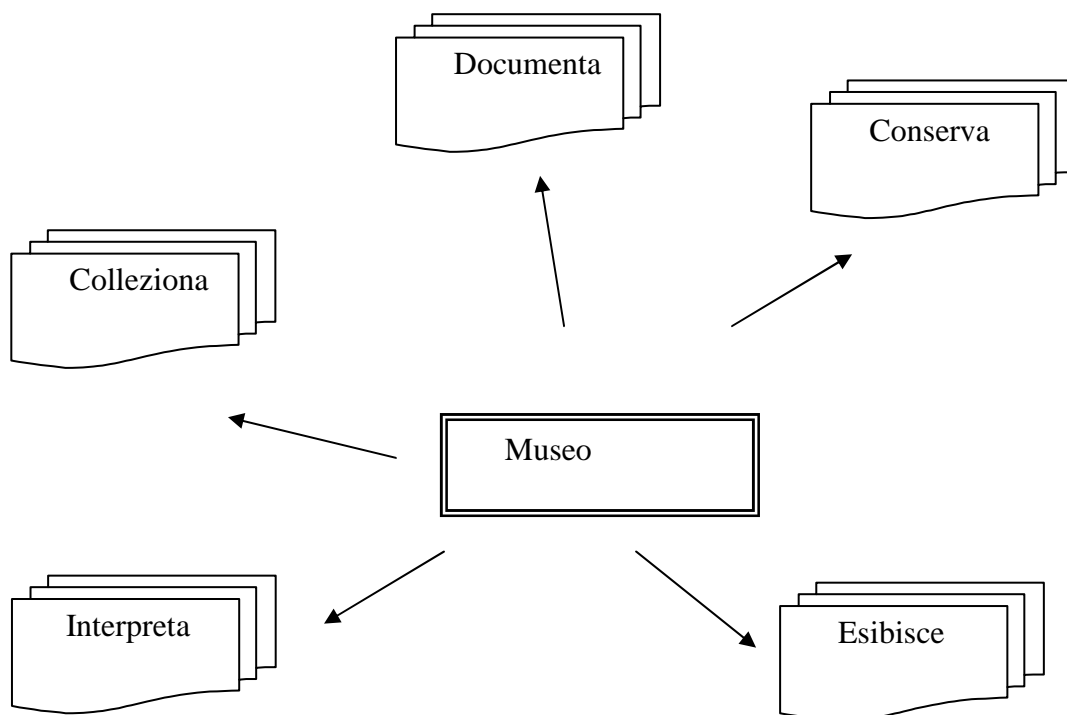 Documenta
Conserva
Colleziona
Museo
Interpreta
Esibisce